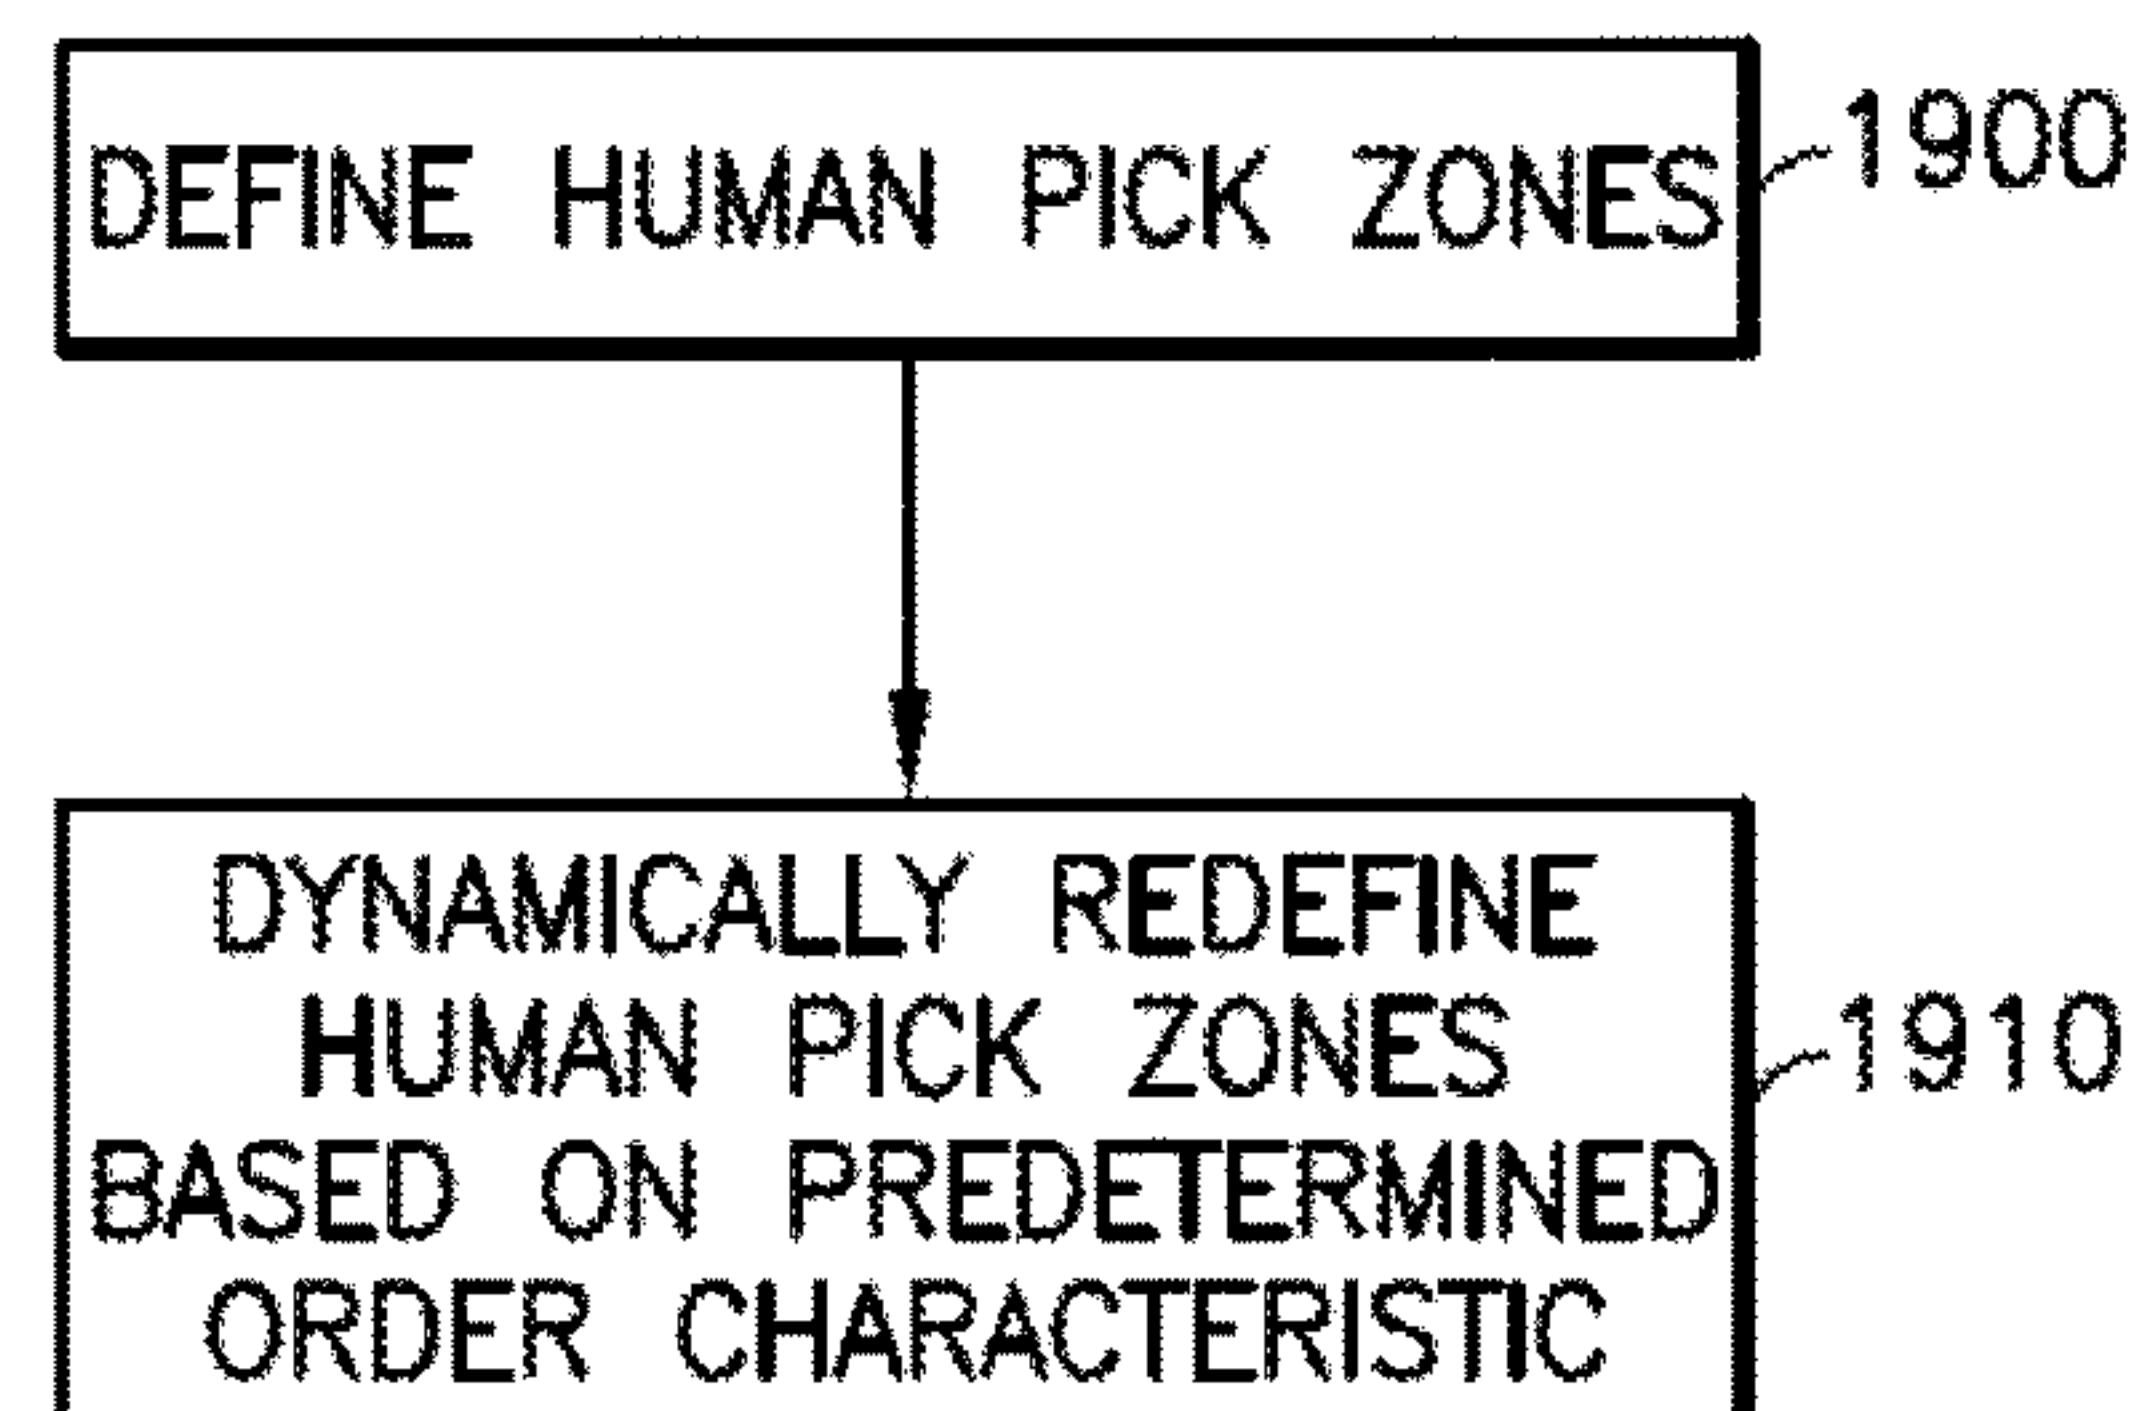 DEFINE HUMAN PICK ZONES
1900
DYNAMICALLY REDEFINE
HUMAN PICK ZONES
BASED ON PREDETERMINED
ORDER CHARACTERISTIC
1910